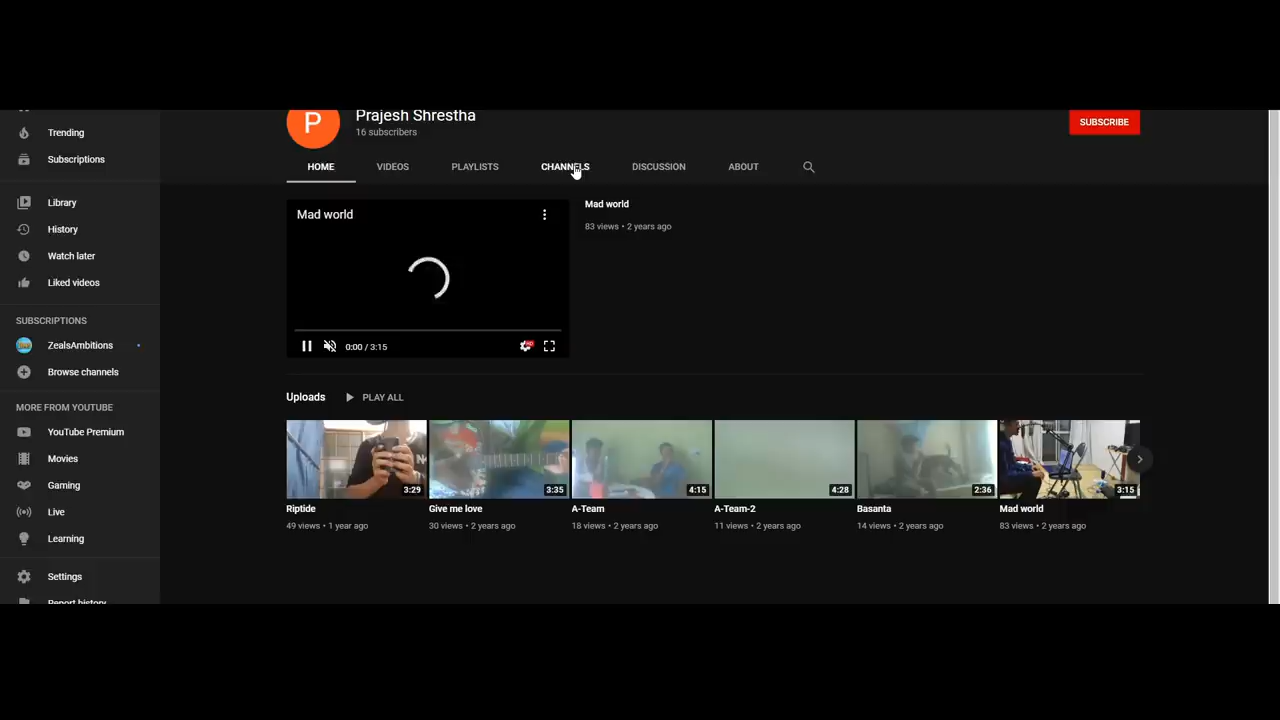 P
Prajesh Shrestha
16 subscribers
SUBSCRIBE
HOME VIDEOS PLAYLISTS CHANNELS DISCUSSION ABOUT
Trending
Subscriptions
Library
History
Watch later
Liked videos
SUBSCRIPTIONS
ZealsAmbitions
Browse channels
MORE FROM YOUTUBE
YouTube Premium
Movies
Gaming
Live
Learning
Settings
Report history
Mad world
0:00 / 3:15
HD
Mad world
83 views • 2 years ago
Uploads PLAY ALL
3:29
Riptide
49 views • 1 year ago
3:35
Give me love
30 views • 2 years ago
4:15
A-Team
18 views • 2 years ago
4:28
A-Team-2
11 views • 2 years ago
2:36
Basanta
14 views • 2 years ago
3:15
Mad world
83 views • 2 years ago